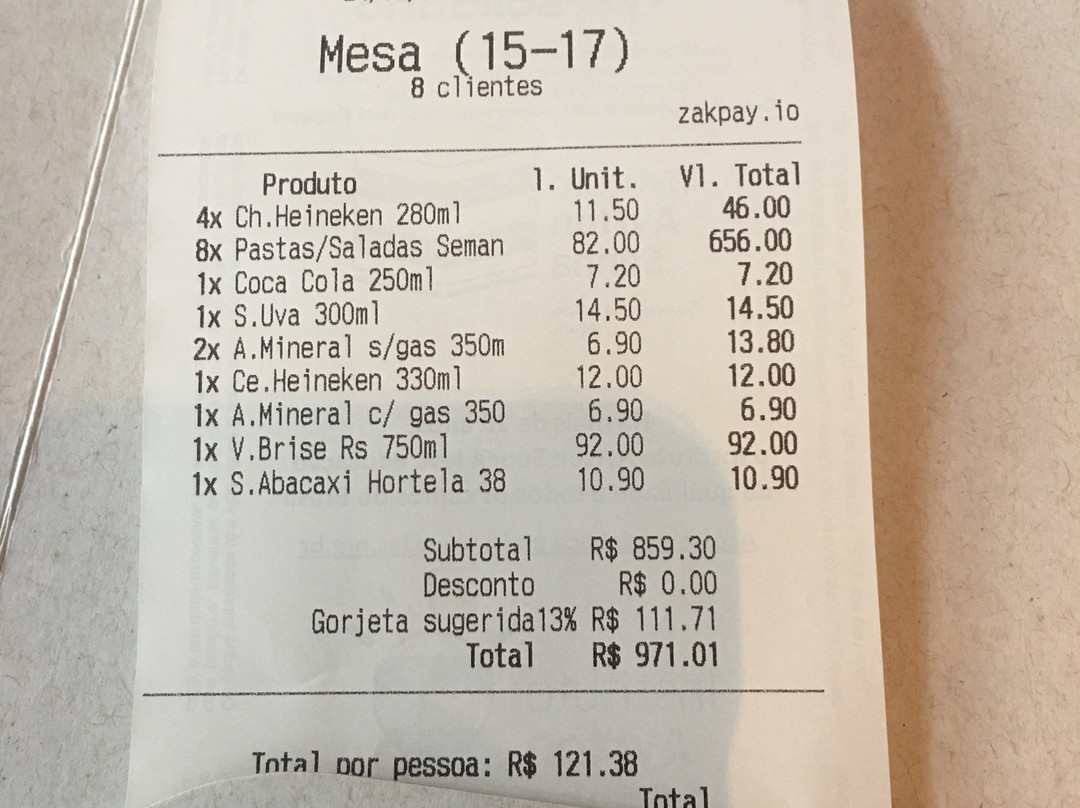 Mesa (15-17)
8 clientes
zakpay.io
Produto l. Unit. Vl. Total
4x Ch.Heineken 280ml 11.50 46.00
8x Pastas/Saladas Seman 82.00 656.00
1x Coca Cola 250ml 7.20 7.20
1x S.Uva 300ml 14.50 14.50
2x A.Mineral s/gas 350m 6.90 13.80
1x Ce.Heineken 330ml 12.00 12.00
1x A.Mineral c/ gas 350 6.90 6.90
1x V.Brise Rs 750ml 92.00 92.00
1x S.Abacaxi Hortela 38 10.90 10.90
Subtotal R$ 859.30
Desconto R$ 0.00
Gorjeta sugerida13% R$ 111.71
Total R$ 971.01
Total por pessoa: R$ 121.38
Total